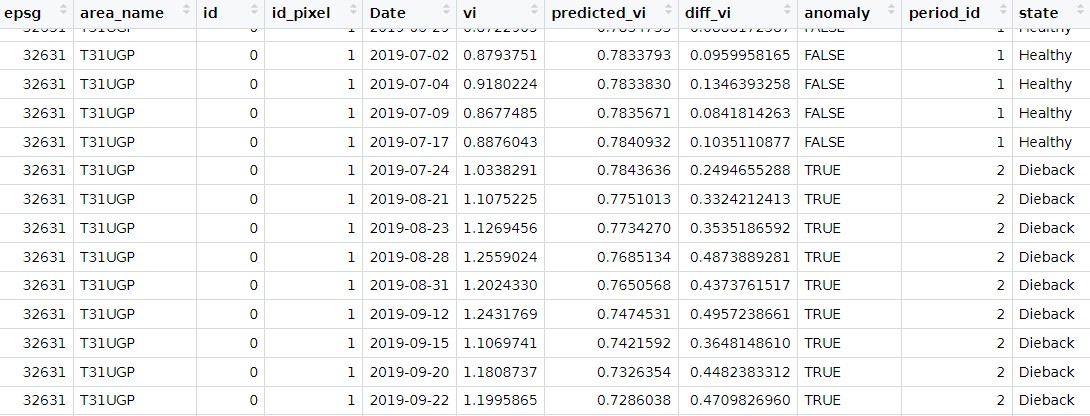 epsg area_name id id_pixel Date vi predicted_vi diff_vi anomaly period_id state
32631 T31UGP 0 1 2019-07-02 0.8793751 0.7833793 0.0959958165 FALSE 1 Healthy
32631 T31UGP 0 1 2019-07-04 0.9180224 0.7833830 0.1346393258 FALSE 1 Healthy
32631 T31UGP 0 1 2019-07-09 0.8677485 0.7835671 0.0841814263 FALSE 1 Healthy
32631 T31UGP 0 1 2019-07-17 0.8876043 0.7840932 0.1035110877 FALSE 1 Healthy
32631 T31UGP 0 1 2019-07-24 1.0338291 0.7843636 0.2494655288 TRUE 2 Dieback
32631 T31UGP 0 1 2019-08-21 1.1075225 0.7751013 0.3324212413 TRUE 2 Dieback
32631 T31UGP 0 1 2019-08-23 1.1269456 0.7734270 0.3535186592 TRUE 2 Dieback
32631 T31UGP 0 1 2019-08-28 1.2559024 0.7685134 0.4873889281 TRUE 2 Dieback
32631 T31UGP 0 1 2019-08-31 1.2024330 0.7650568 0.4373761517 TRUE 2 Dieback
32631 T31UGP 0 1 2019-09-12 1.2431769 0.7474531 0.4957238661 TRUE 2 Dieback
32631 T31UGP 0 1 2019-09-15 1.1069741 0.7421592 0.3648148610 TRUE 2 Dieback
32631 T31UGP 0 1 2019-09-20 1.1808737 0.7326354 0.4482383312 TRUE 2 Dieback
32631 T31UGP 0 1 2019-09-22 1.1995865 0.7286038 0.4709826960 TRUE 2 Dieback